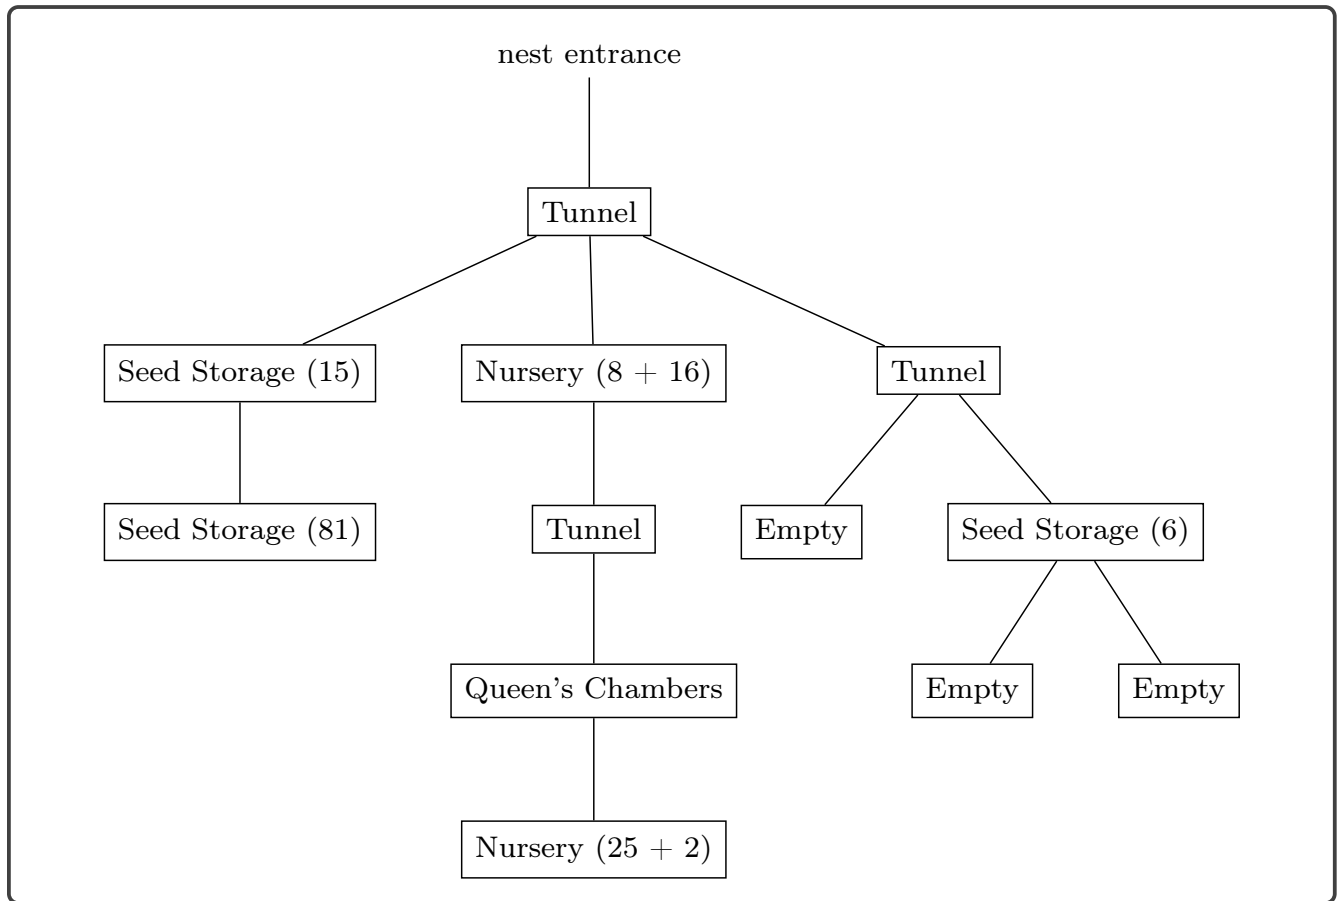 nest entrance
Tunnel
Seed Storage (15)
Nursery (8 + 16)
Tunnel
Seed Storage (81)
Tunnel
Empty
Seed Storage (6)
Queen's Chambers
Empty
Empty
Nursery (25 + 2)